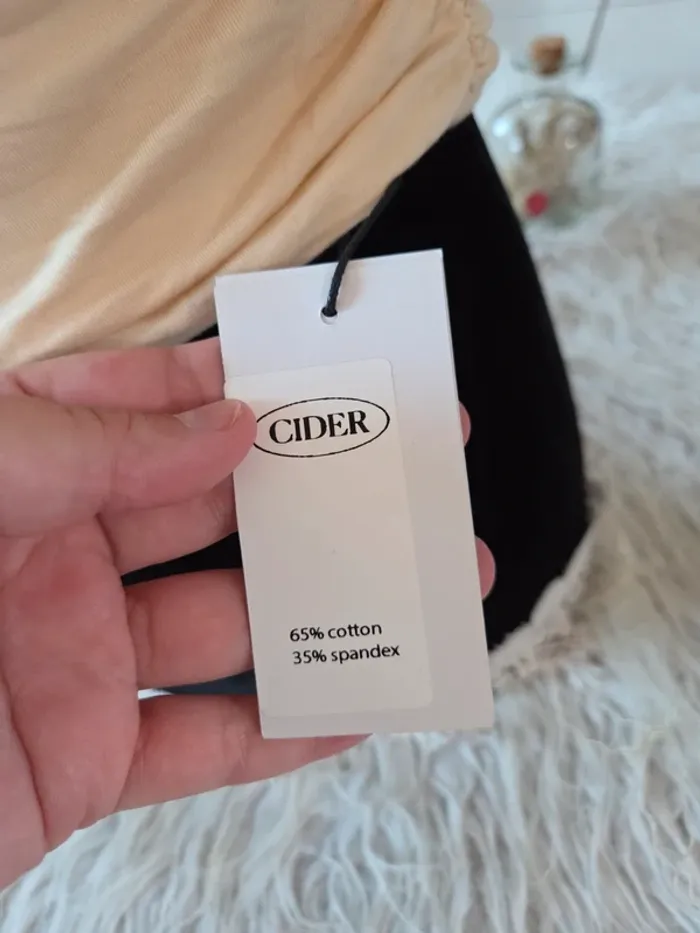 CIDER
65% cotton
35% spandex